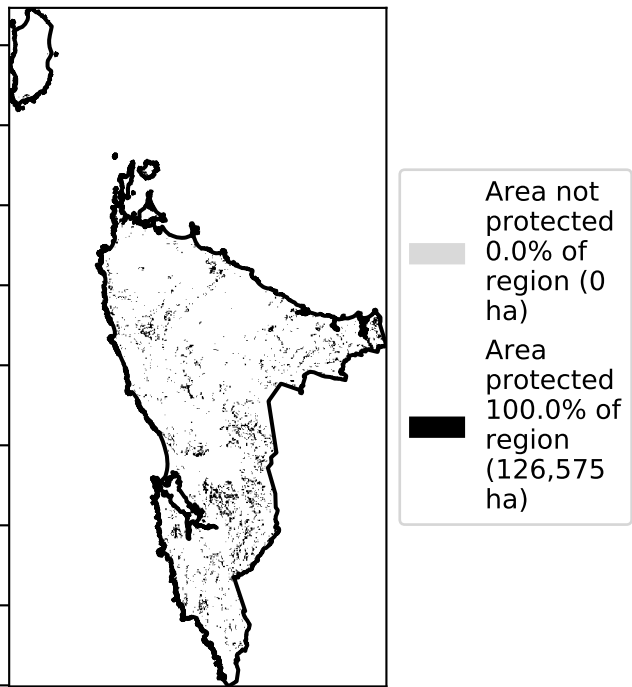 Area not
protected
0.0% of
region (0
ha)
Area
protected
100.0% of
region
(126,575
ha)